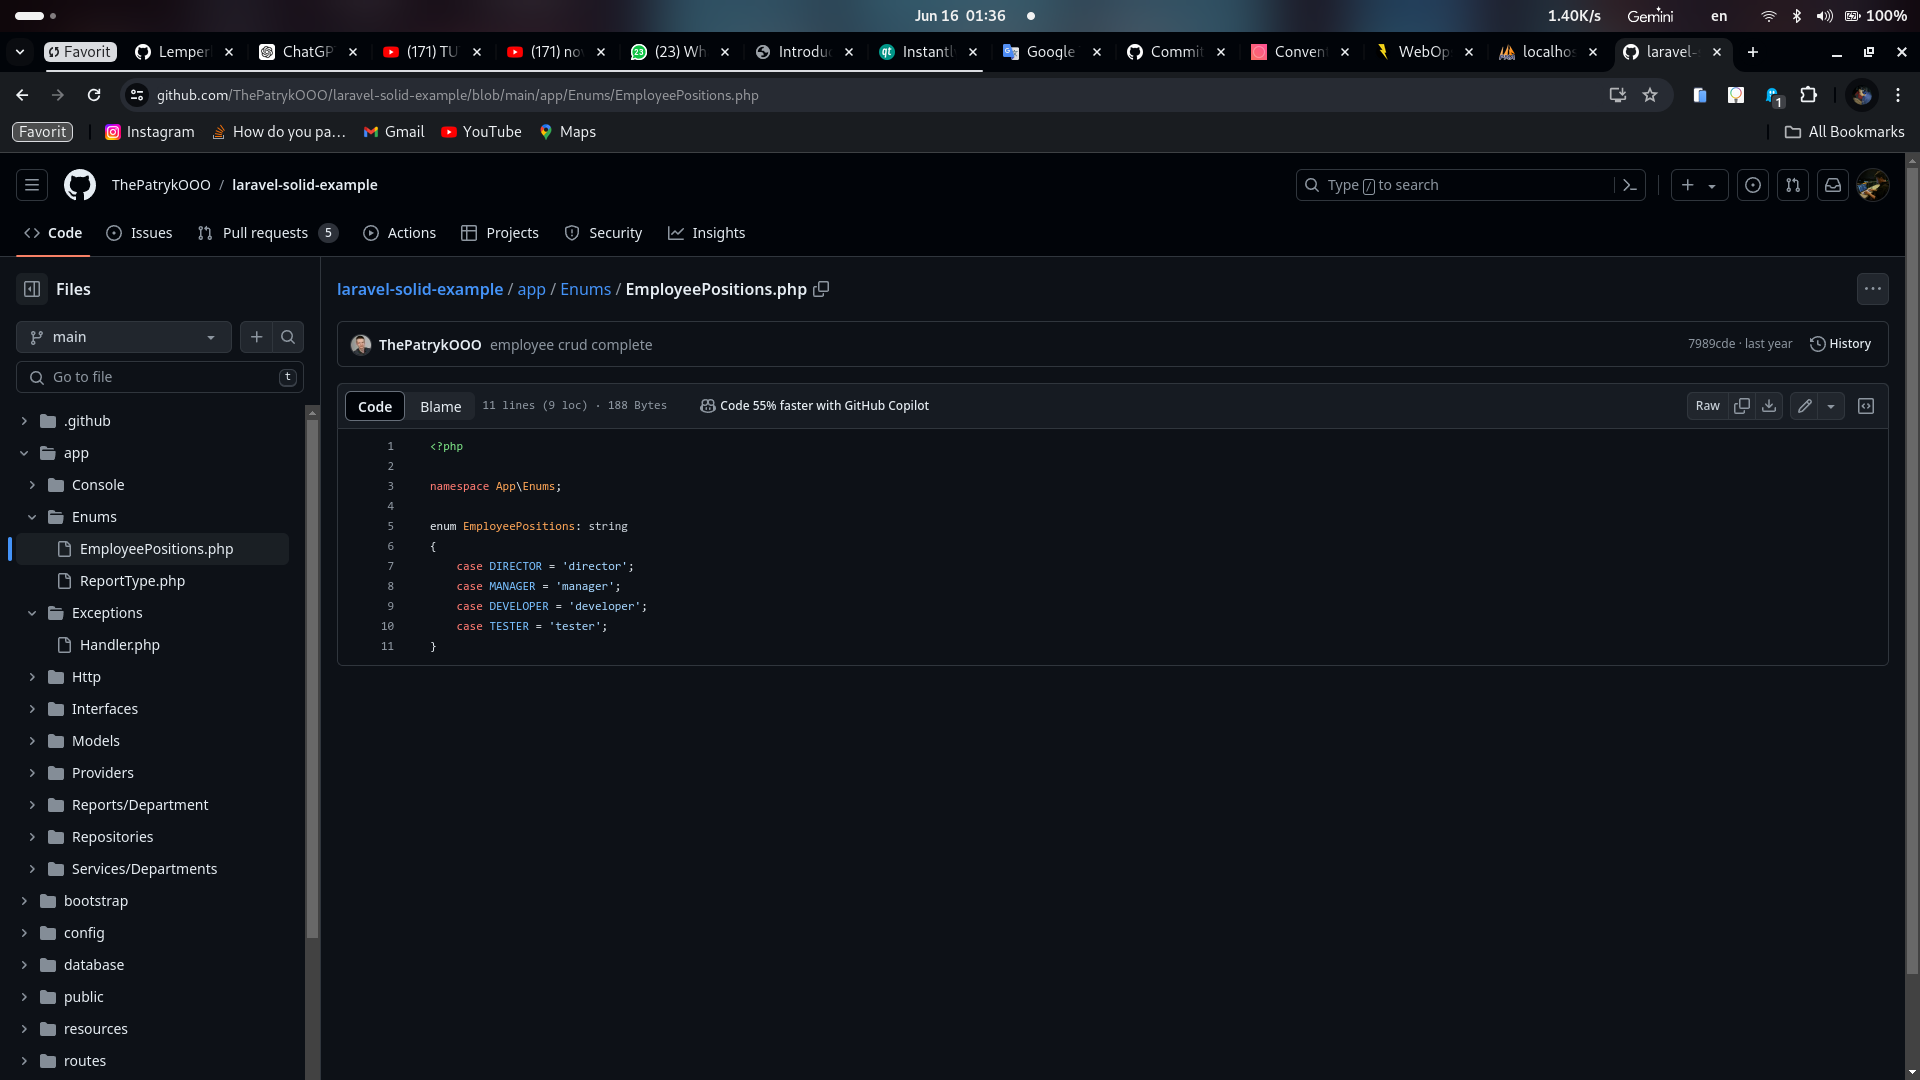 Jun 16 01:36
1.40K/s
Gemini
en
100%
Favorit
Lemper
ChatGP
(171) TU
(171) no
(23) Wh
Introdu
Instantl
Google
Commit
Conven
WebOp
localhos
laravel-
github.com/ThePatrykOOO/laravel-solid-example/blob/main/app/Enums/EmployeePositions.php
1
Favorit
Instagram
How do you pa...
Gmail
YouTube
Maps
All Bookmarks
ThePatrykOOO / laravel-solid-example
Type / to search
Code
Issues
Pull requests 5
Actions
Projects
Security
Insights
Files
main
Go to file
t
.github
app
Console
Enums
EmployeePositions.php
ReportType.php
Exceptions
Handler.php
Http
Interfaces
Models
Providers
Reports/Department
Repositories
Services/Departments
bootstrap
config
database
public
resources
routes
laravel-solid-example / app / Enums / EmployeePositions.php
ThePatrykOOO employee crud complete
7989cde · last year
History
Code
Blame
11 lines (9 loc) · 188 Bytes
Code 55% faster with GitHub Copilot
Raw
1 <?php
2
3 namespace App\Enums;
4
5 enum EmployeePositions: string
6 {
7 case DIRECTOR = 'director';
8 case MANAGER = 'manager';
9 case DEVELOPER = 'developer';
10 case TESTER = 'tester';
11 }